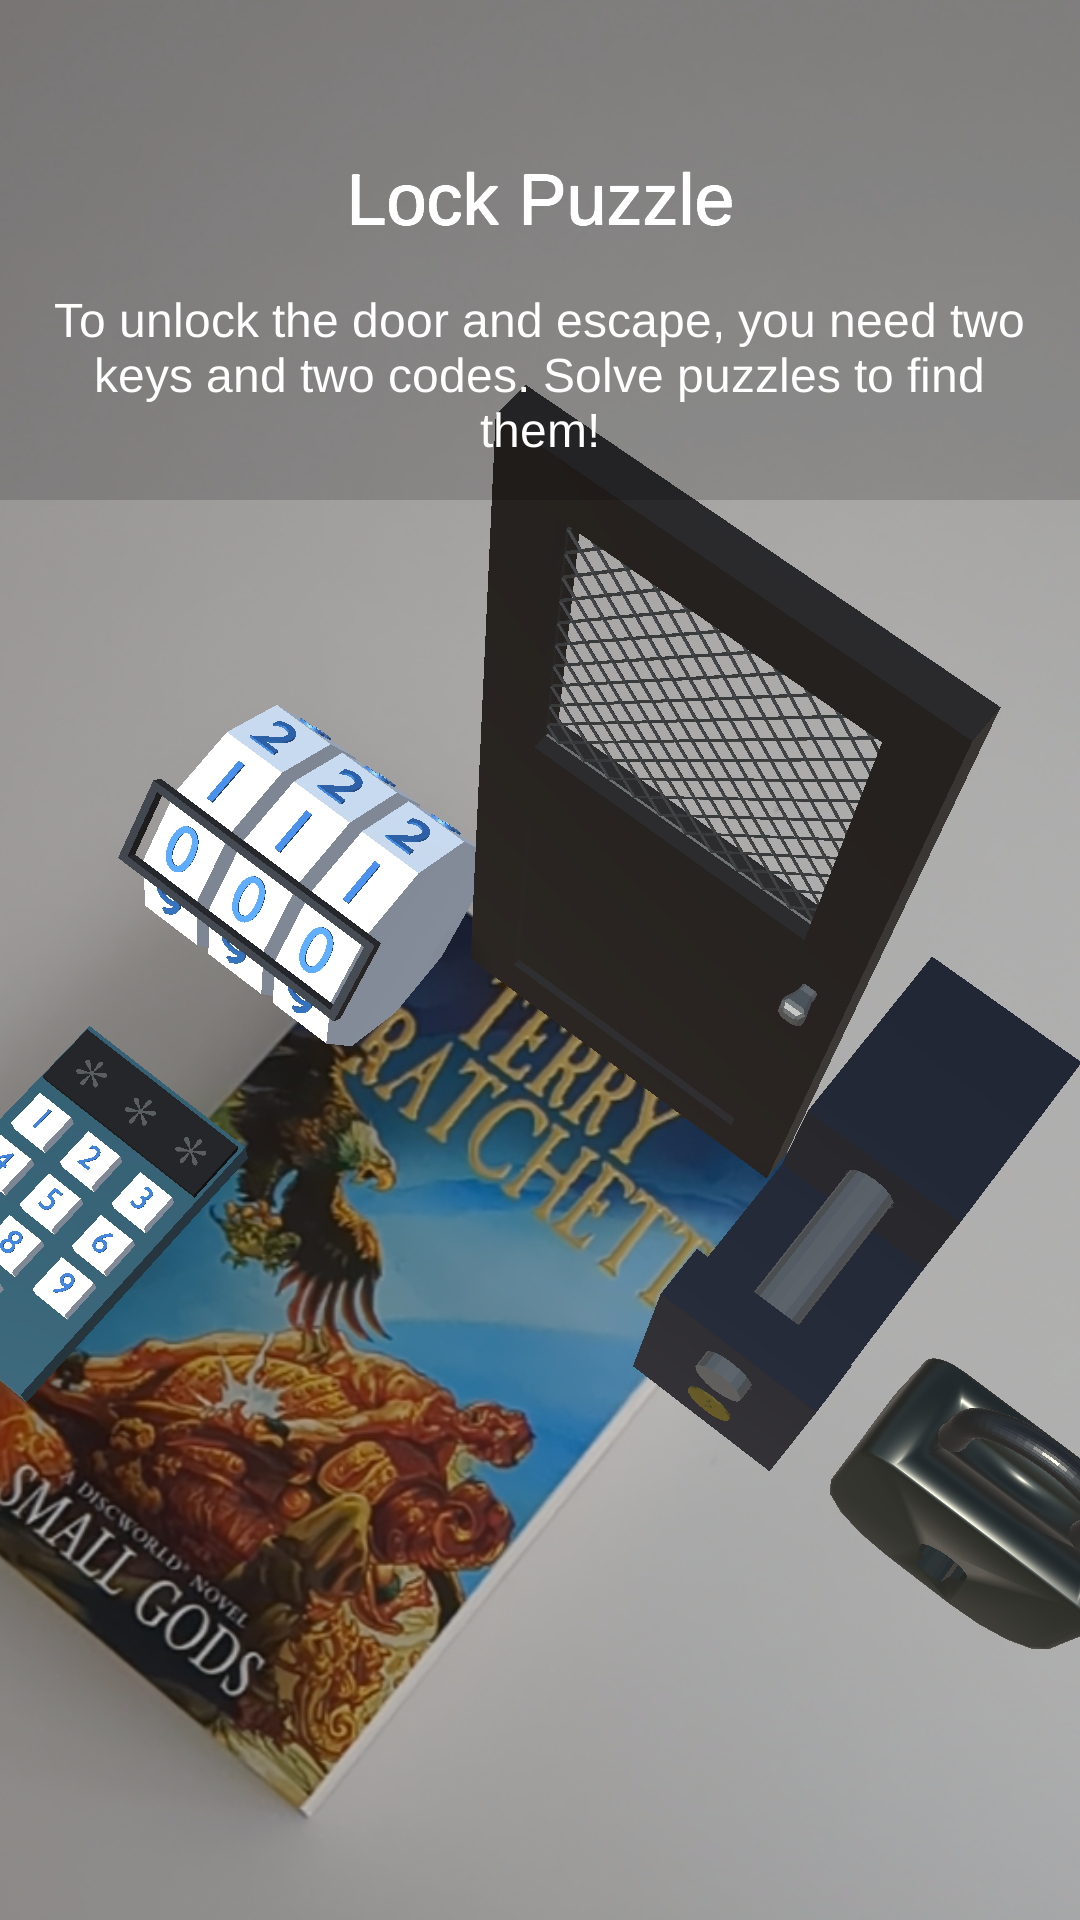 Lock Puzzle
To unlock the door and escape, you need two
keys and two codes. Solve puzzles to find
them!
2 2 2
1 1 1
0 0 0
9 9 9
* * *
1 2 3
4 5 6
8 9
TERRY
PRATCHETT
A DISCWORLD® NOVEL
SMALL GODS